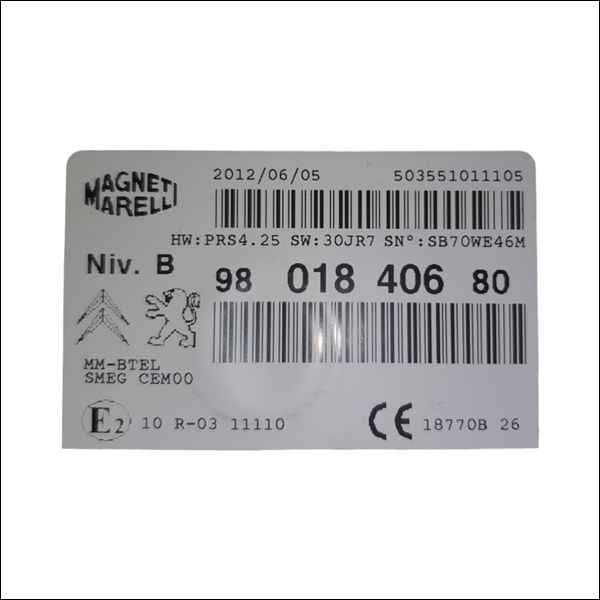 MAGNETI
MARELLI
2012/06/05 503551011105
HW:PRS4.25 SW:30JR7 SN°:SB70WE46M
Niv. B
98 018 406 80
MM-BTEL
SMEG CEM00
E2 10 R-03 11110 CE 18770B 26